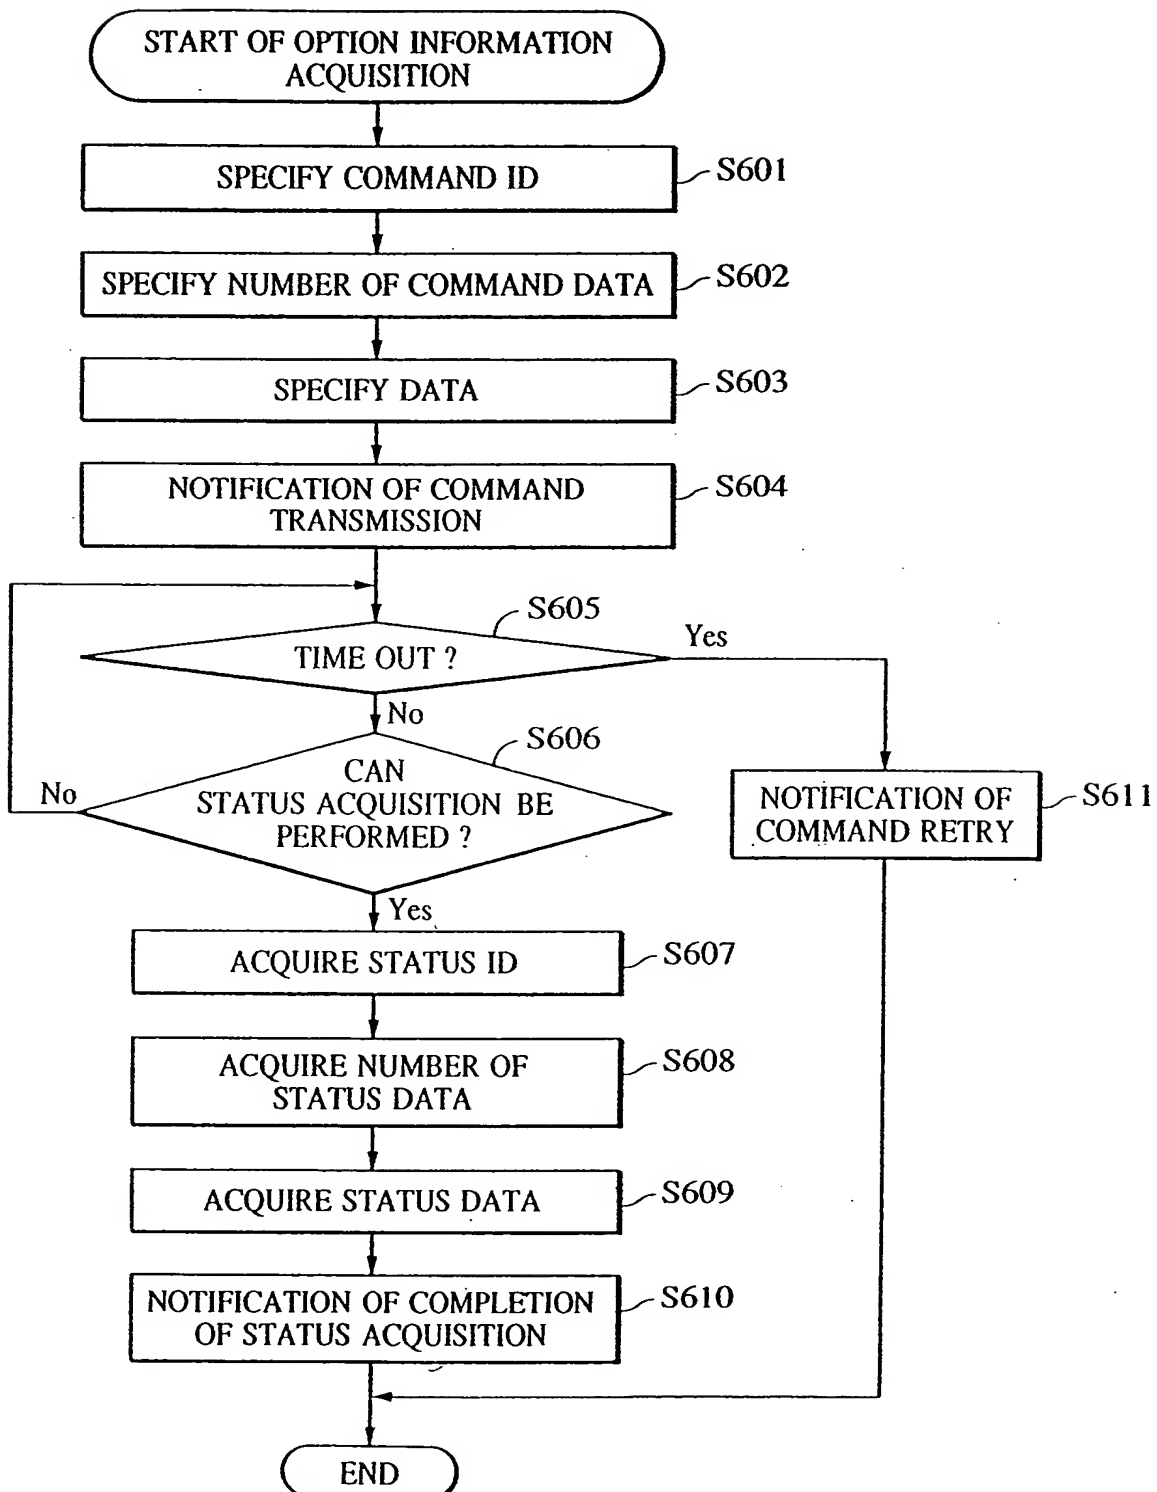 START OF OPTION INFORMATION
ACQUISITION
SPECIFY COMMAND ID
S601
SPECIFY NUMBER OF COMMAND DATA
S602
SPECIFY DATA
S603
NOTIFICATION OF COMMAND
TRANSMISSION
S604
S605
TIME OUT ?
Yes
No
S606
CAN
STATUS ACQUISITION BE
PERFORMED ?
No
Yes
NOTIFICATION OF
COMMAND RETRY
S611
ACQUIRE STATUS ID
S607
ACQUIRE NUMBER OF
STATUS DATA
S608
ACQUIRE STATUS DATA
S609
NOTIFICATION OF COMPLETION
OF STATUS ACQUISITION
S610
END